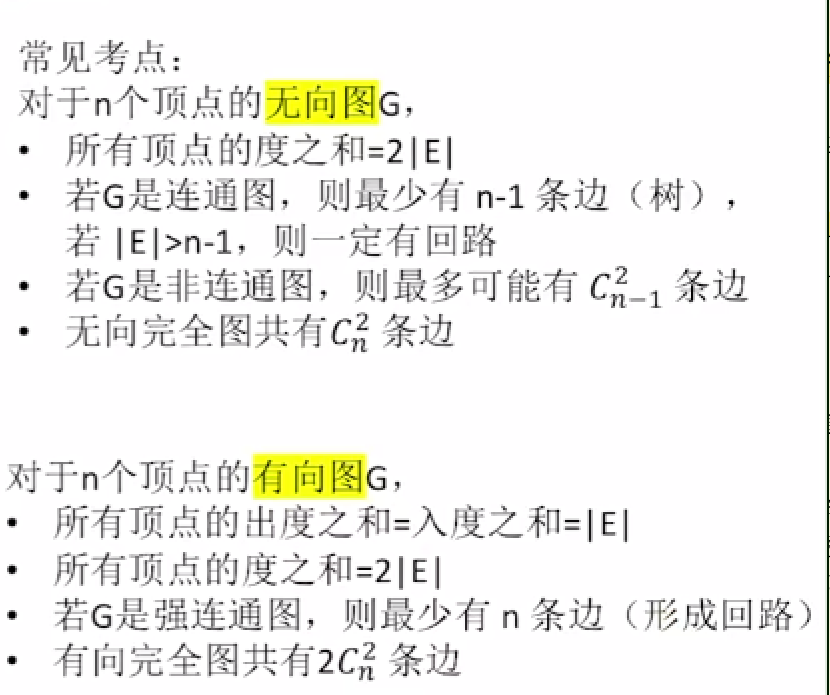 常见考点：
对于n个顶点的无向图G，
• 所有顶点的度之和=2|E|
• 若G是连通图，则最少有 n-1 条边（树），
若 |E|>n-1，则一定有回路
• 若G是非连通图，则最多可能有 $C_{n-1}^{2}$ 条边
• 无向完全图共有$C_{n}^{2}$ 条边
对于n个顶点的有向图G，
• 所有顶点的出度之和=入度之和=|E|
• 所有顶点的度之和=2|E|
• 若G是强连通图，则最少有 n 条边（形成回路）
• 有向完全图共有$2C_{n}^{2}$ 条边